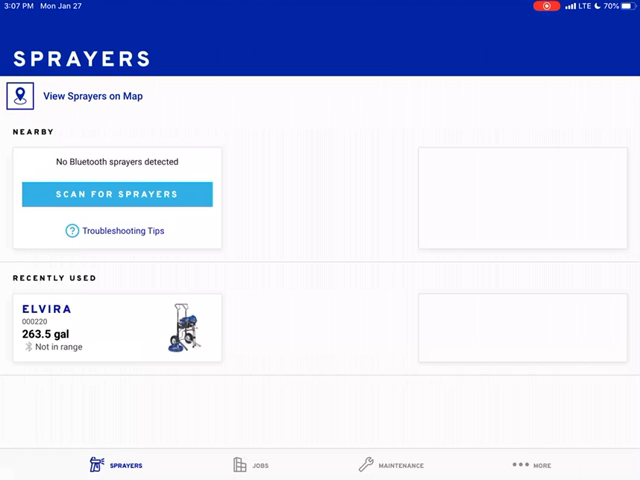 3:07 PM Mon Jan 27
LTE 70%
SPRAYERS
View Sprayers on Map
NEARBY
No Bluetooth sprayers detected
SCAN FOR SPRAYERS
? Troubleshooting Tips
RECENTLY USED
ELVIRA
000220
263.5 gal
Not in range
SPRAYERS
JOBS
MAINTENANCE
MORE